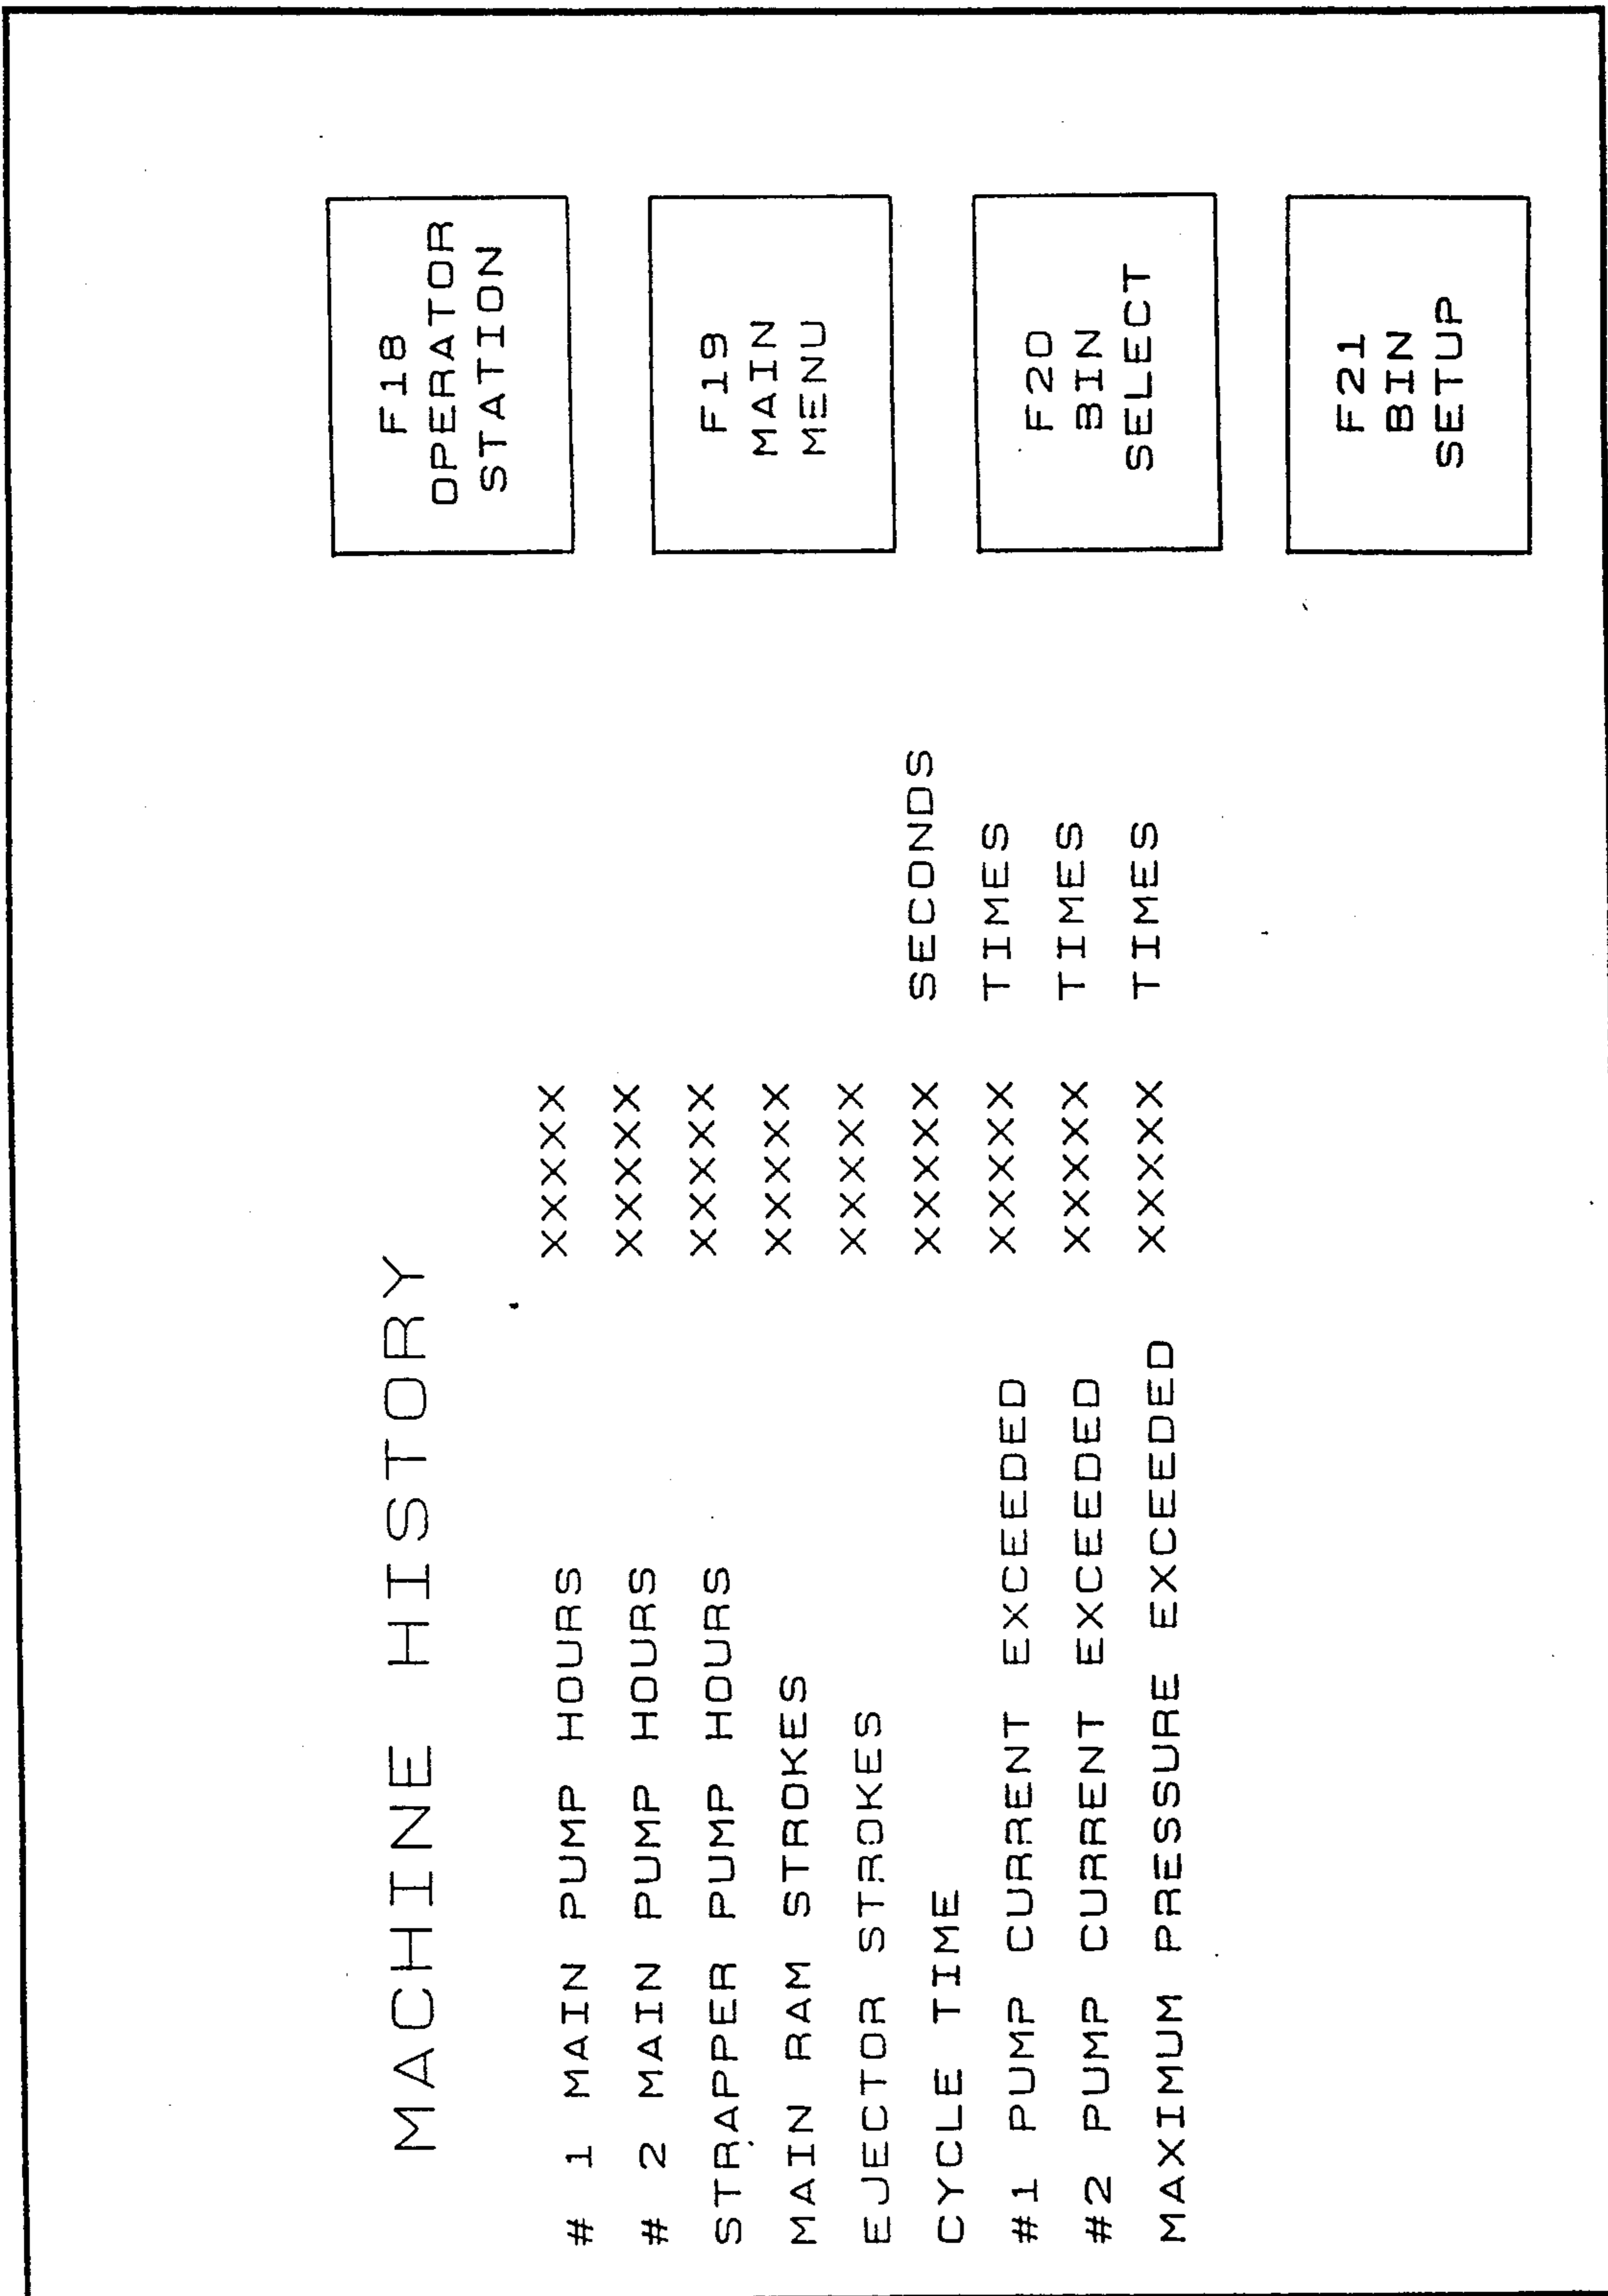 MACHINE HISTORY
# 1 MAIN PUMP HOURS XXXXX
# 2 MAIN PUMP HOURS XXXXX
STRAPPER PUMP HOURS XXXXX
MAIN RAM STROKES XXXXX
EJECTOR STROKES XXXXX
CYCLE TIME XXXXX SECONDS
#1 PUMP CURRENT EXCEEDED XXXXX TIMES
#2 PUMP CURRENT EXCEEDED XXXXX TIMES
MAXIMUM PRESSURE EXCEEDED XXXXX TIMES
F18
OPERATOR
STATION
F19
MAIN
MENU
F20
BIN
SELECT
F21
BIN
SETUP